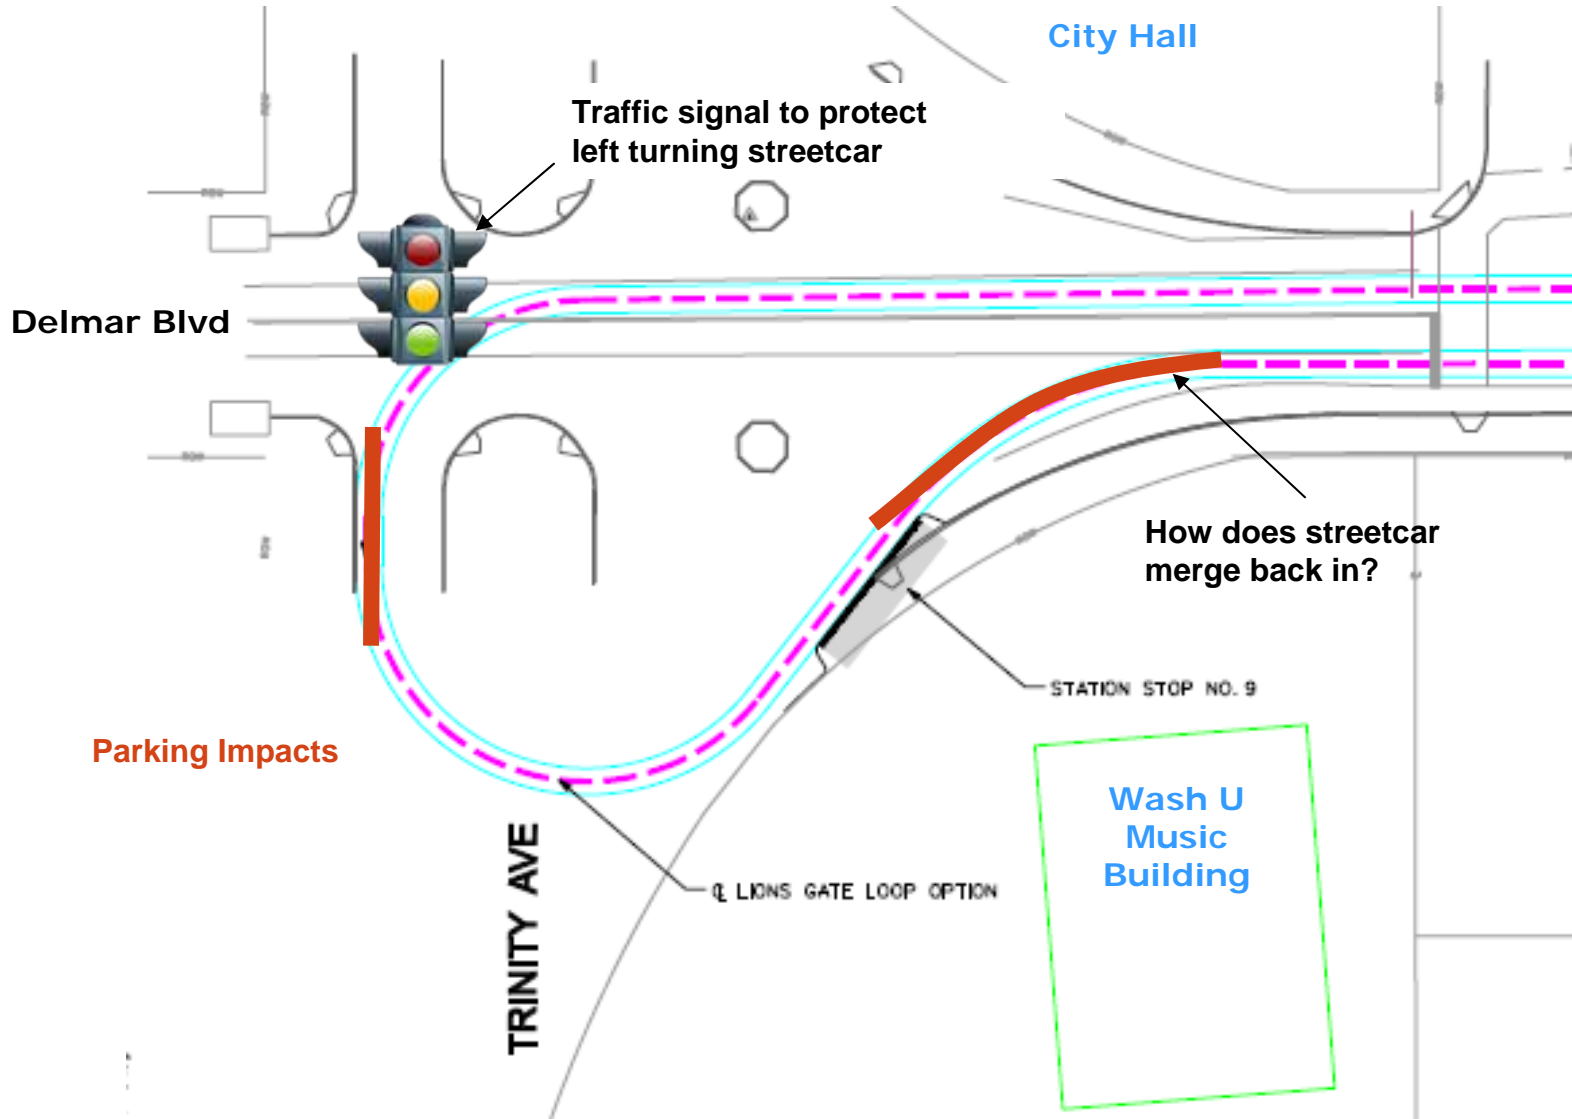 City Hall
Traffic signal to protect
left turning streetcar
Delmar Blvd
How does streetcar
merge back in?
STATION STOP NO. 9
Parking Impacts
Wash U
Music
Building
℄ LIONS GATE LOOP OPTION
TRINITY AVE